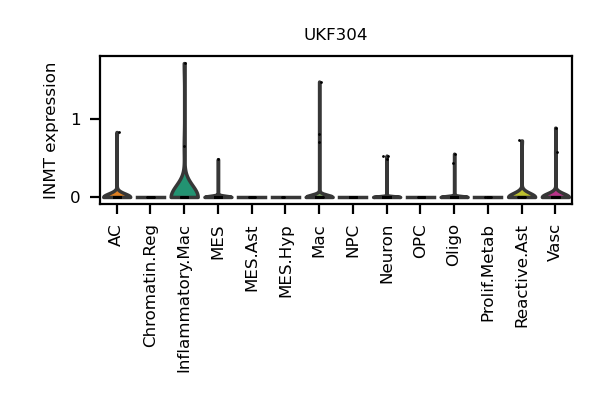 UKF304
INMT expression
1
0
AC
Chromatin.Reg
Inflammatory.Mac
MES
MES.Ast
MES.Hyp
Mac
NPC
Neuron
OPC
Oligo
Prolif.Metab
Reactive.Ast
Vasc